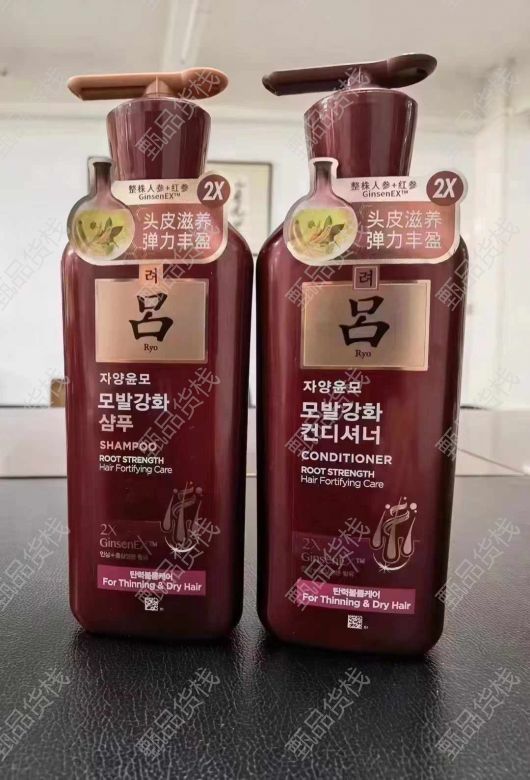 整株人参+红参
GinsenEX™
2X
头皮滋养
弹力丰盈
려
呂
Ryo
자양윤모
모발강화
샴푸
SHAMPOO
ROOT STRENGTH
Hair Fortifying Care
2X
GinsenEX™
탄력볼륨케어
For Thinning & Dry Hair
整株人参+红参
GinsenEX™
2X
头皮滋养
弹力丰盈
려
呂
Ryo
자양윤모
모발강화
컨디셔너
CONDITIONER
ROOT STRENGTH
Hair Fortifying Care
2X
GinsenEX™
탄력볼륨케어
For Thinning & Dry Hair
甄品货栈